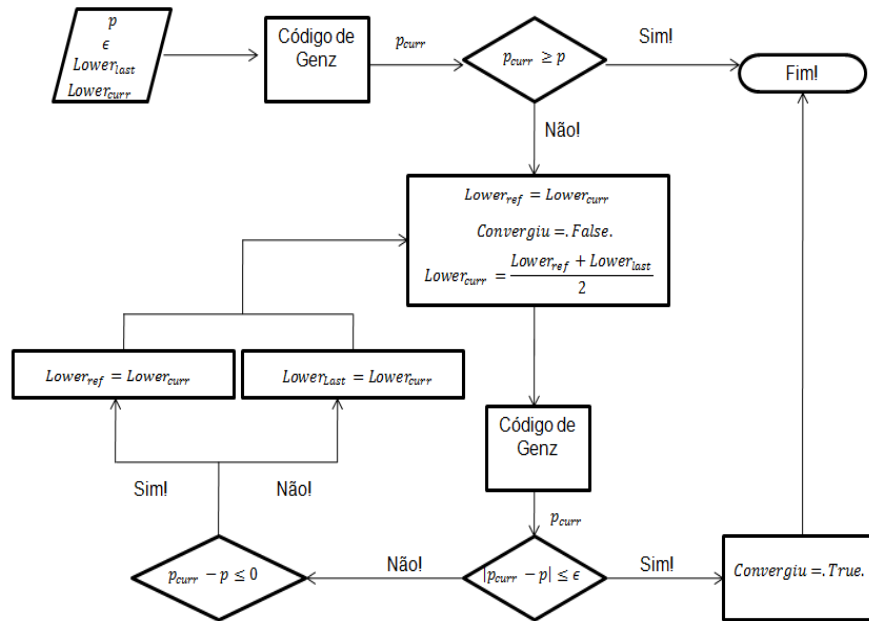 p
ϵ
Lower_last
Lower_curr
Código de
Genz
p_curr
p_curr ≥ p
Sim!
Fim!
Não!
Lower_ref = Lower_curr
Convergiu =.False.
Lower_curr = (Lower_ref + Lower_last)/2
Lower_ref = Lower_curr
Lower_Last = Lower_curr
Código de
Genz
Sim!
Não!
p_curr
p_curr − p ≤ 0
Não!
|p_curr − p| ≤ ϵ
Sim!
Convergiu =.True.